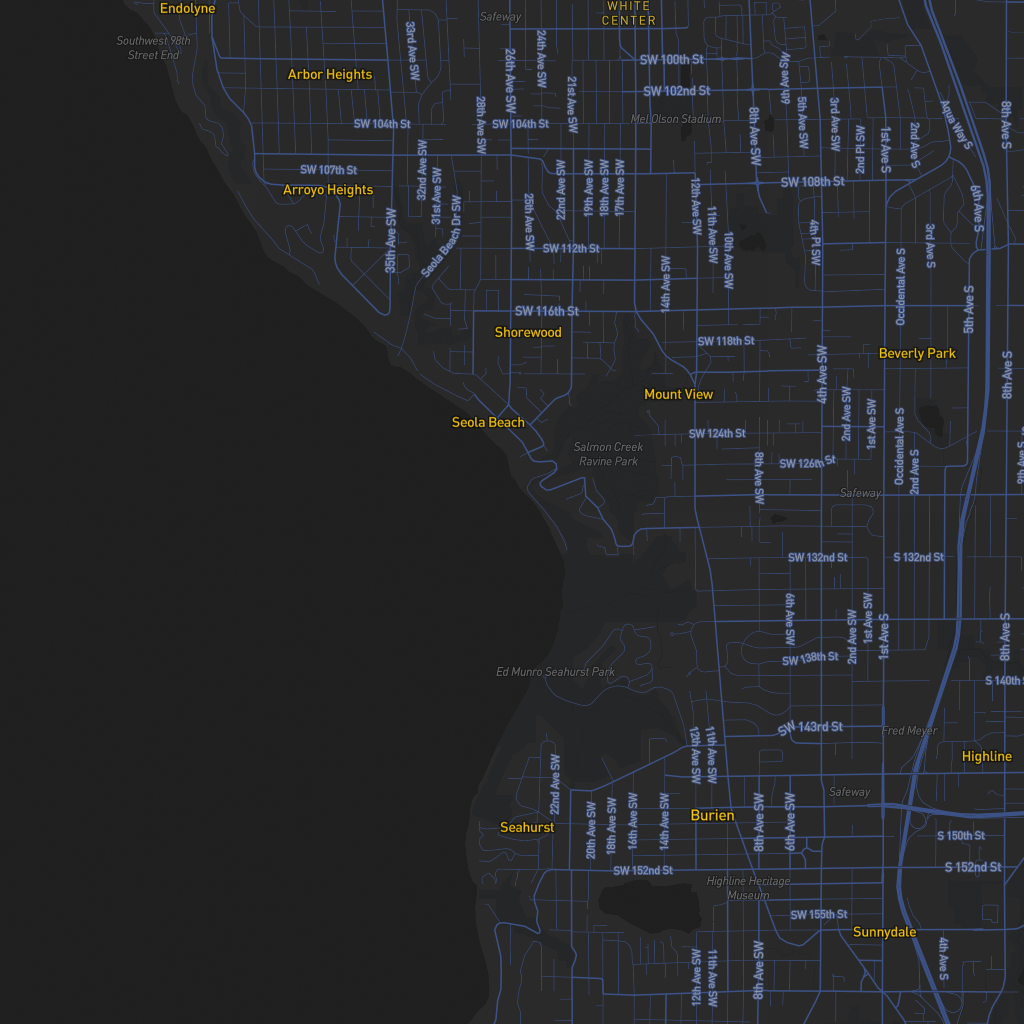 Endolyne
Safeway
WHITE
CENTER
Southwest 98th
Street End
33rd Ave SW
24th Ave SW
26th Ave SW
SW 100th St
Arbor Heights
21st Ave SW
6th Ave SW
SW 102nd St
28th Ave SW
5th Ave SW
3rd Ave SW
Aqua Way S
8th Ave S
8th Ave SW
SW 104th St
SW 104th St
Mel Olson Stadium
2nd Pl SW
1st Ave S
2nd Ave S
SW 107th St
32nd Ave SW
22nd Ave SW
19th Ave SW
18th Ave SW
17th Ave SW
SW 108th St
Arroyo Heights
31st Ave SW
12th Ave SW
6th Ave S
25th Ave SW
11th Ave SW
35th Ave SW
Seola Beach Dr SW
SW 112th St
10th Ave SW
4th Pl SW
3rd Ave S
14th Ave SW
Occidental Ave S
5th Ave S
SW 116th St
Shorewood
SW 118th St
Beverly Park
4th Ave SW
8th Ave S
Mount View
2nd Ave SW
1st Ave SW
Seola Beach
SW 124th St
Occidental Ave S
Salmon Creek
Ravine Park
SW 126th St
8th Ave SW
2nd Ave S
9th Ave S
Safeway
SW 132nd St
S 132nd St
6th Ave SW
1st Ave SW
2nd Ave SW
1st Ave S
8th Ave S
SW 138th St
Ed Munro Seahurst Park
S 140th St
SW 143rd St
Fred Meyer
12th Ave SW
11th Ave SW
Highline
22nd Ave SW
Safeway
Seahurst
20th Ave SW
18th Ave SW
16th Ave SW
14th Ave SW
Burien
8th Ave SW
6th Ave SW
S 150th St
SW 152nd St
S 152nd St
Highline Heritage
Museum
SW 155th St
Sunnydale
12th Ave SW
11th Ave SW
8th Ave SW
4th Ave S